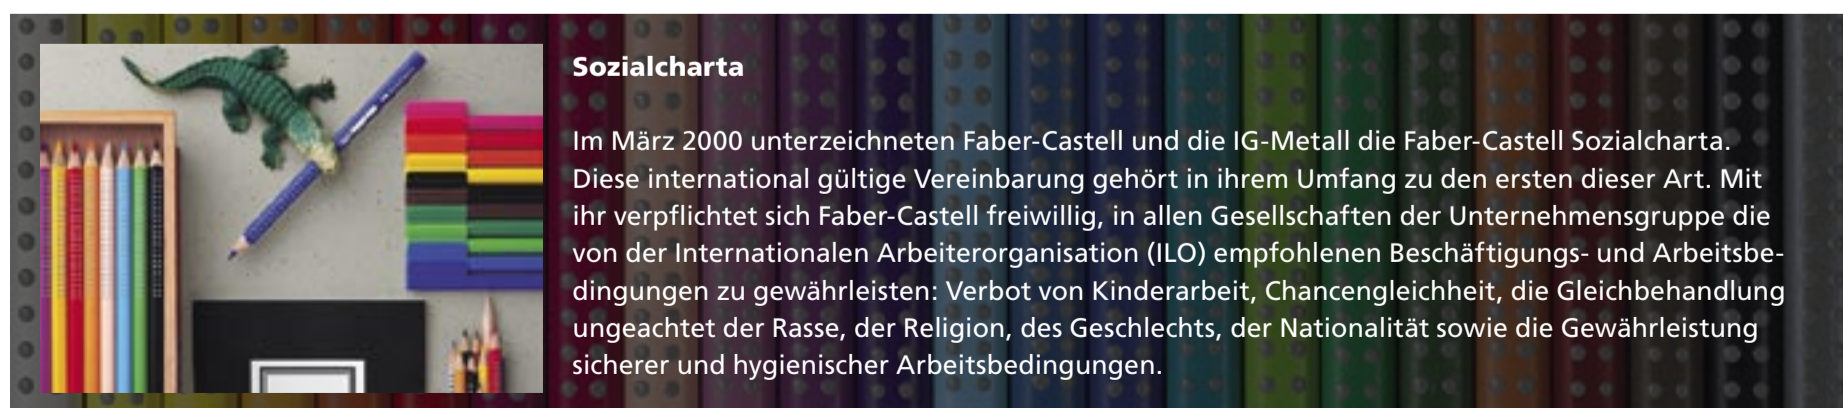 Sozialcharta
Im März 2000 unterzeichneten Faber-Castell und die IG-Metall die Faber-Castell Sozialcharta.
Diese international gültige Vereinbarung gehört in ihrem Umfang zu den ersten dieser Art. Mit
ihr verpflichtet sich Faber-Castell freiwillig, in allen Gesellschaften der Unternehmensgruppe die
von der Internationalen Arbeiterorganisation (ILO) empfohlenen Beschäftigungs- und Arbeitsbe-
dingungen zu gewährleisten: Verbot von Kinderarbeit, Chancengleichheit, die Gleichbehandlung
ungeachtet der Rasse, der Religion, des Geschlechts, der Nationalität sowie die Gewährleistung
sicherer und hygienischer Arbeitsbedingungen.